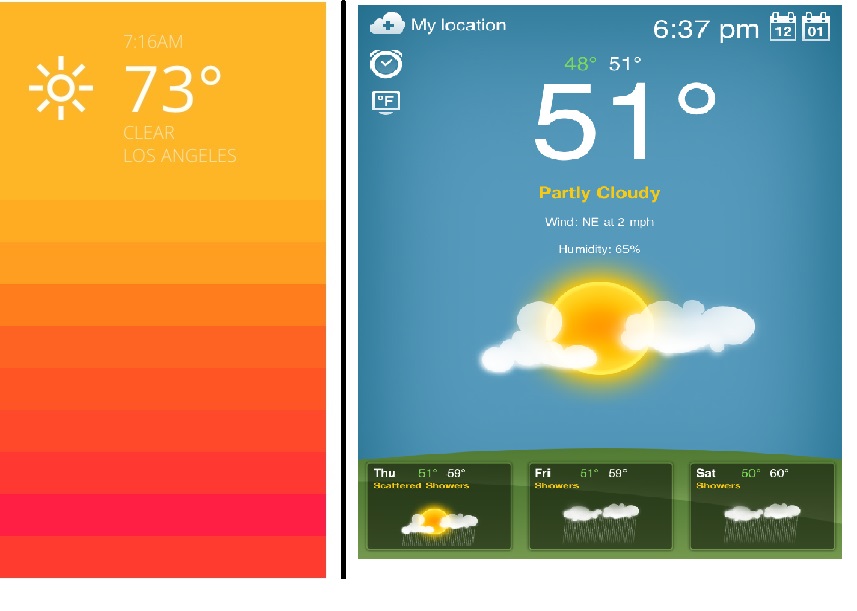 7:16AM
73°
CLEAR
LOS ANGELES
My location
6:37 pm
12
01
°F
48° 51°
51°
Partly Cloudy
Wind: NE at 2 mph
Humidity: 65%
Thu 51° 59°
Scattered Showers
Fri 51° 59°
Showers
Sat 50° 60°
Showers